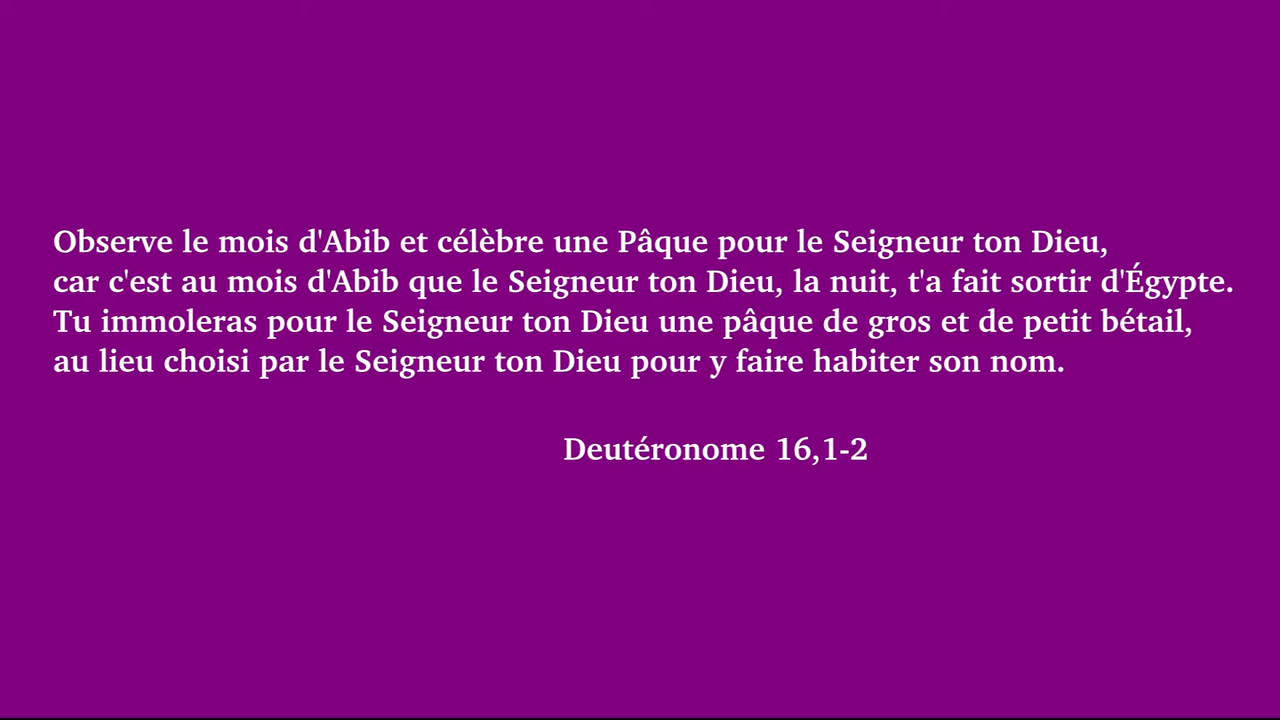 Observe le mois d'Abib et célèbre une Pâque pour le Seigneur ton Dieu,
car c'est au mois d'Abib que le Seigneur ton Dieu, la nuit, t'a fait sortir d'Égypte.
Tu immoleras pour le Seigneur ton Dieu une pâque de gros et de petit bétail,
au lieu choisi par le Seigneur ton Dieu pour y faire habiter son nom.
Deutéronome 16,1-2